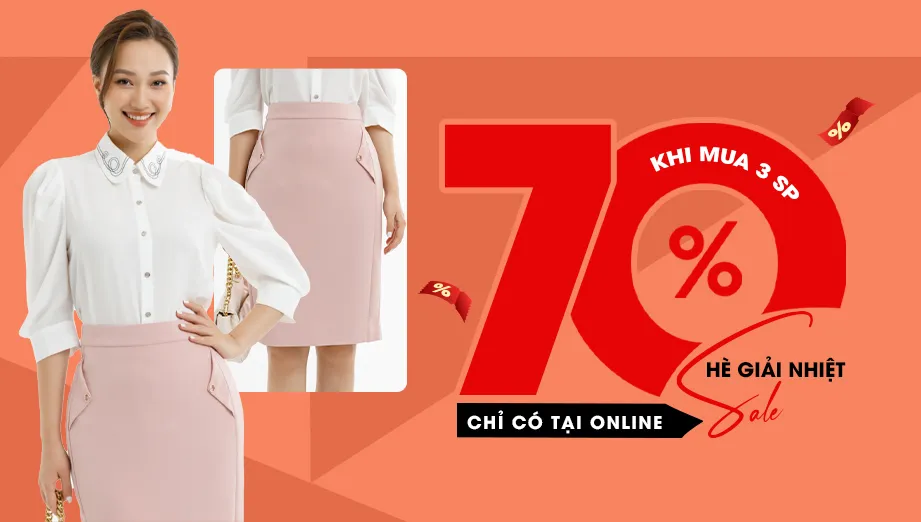 70%
KHI MUA 3 SP
%
%
HÈ GIẢI NHIỆT
Sale
CHỈ CÓ TẠI ONLINE